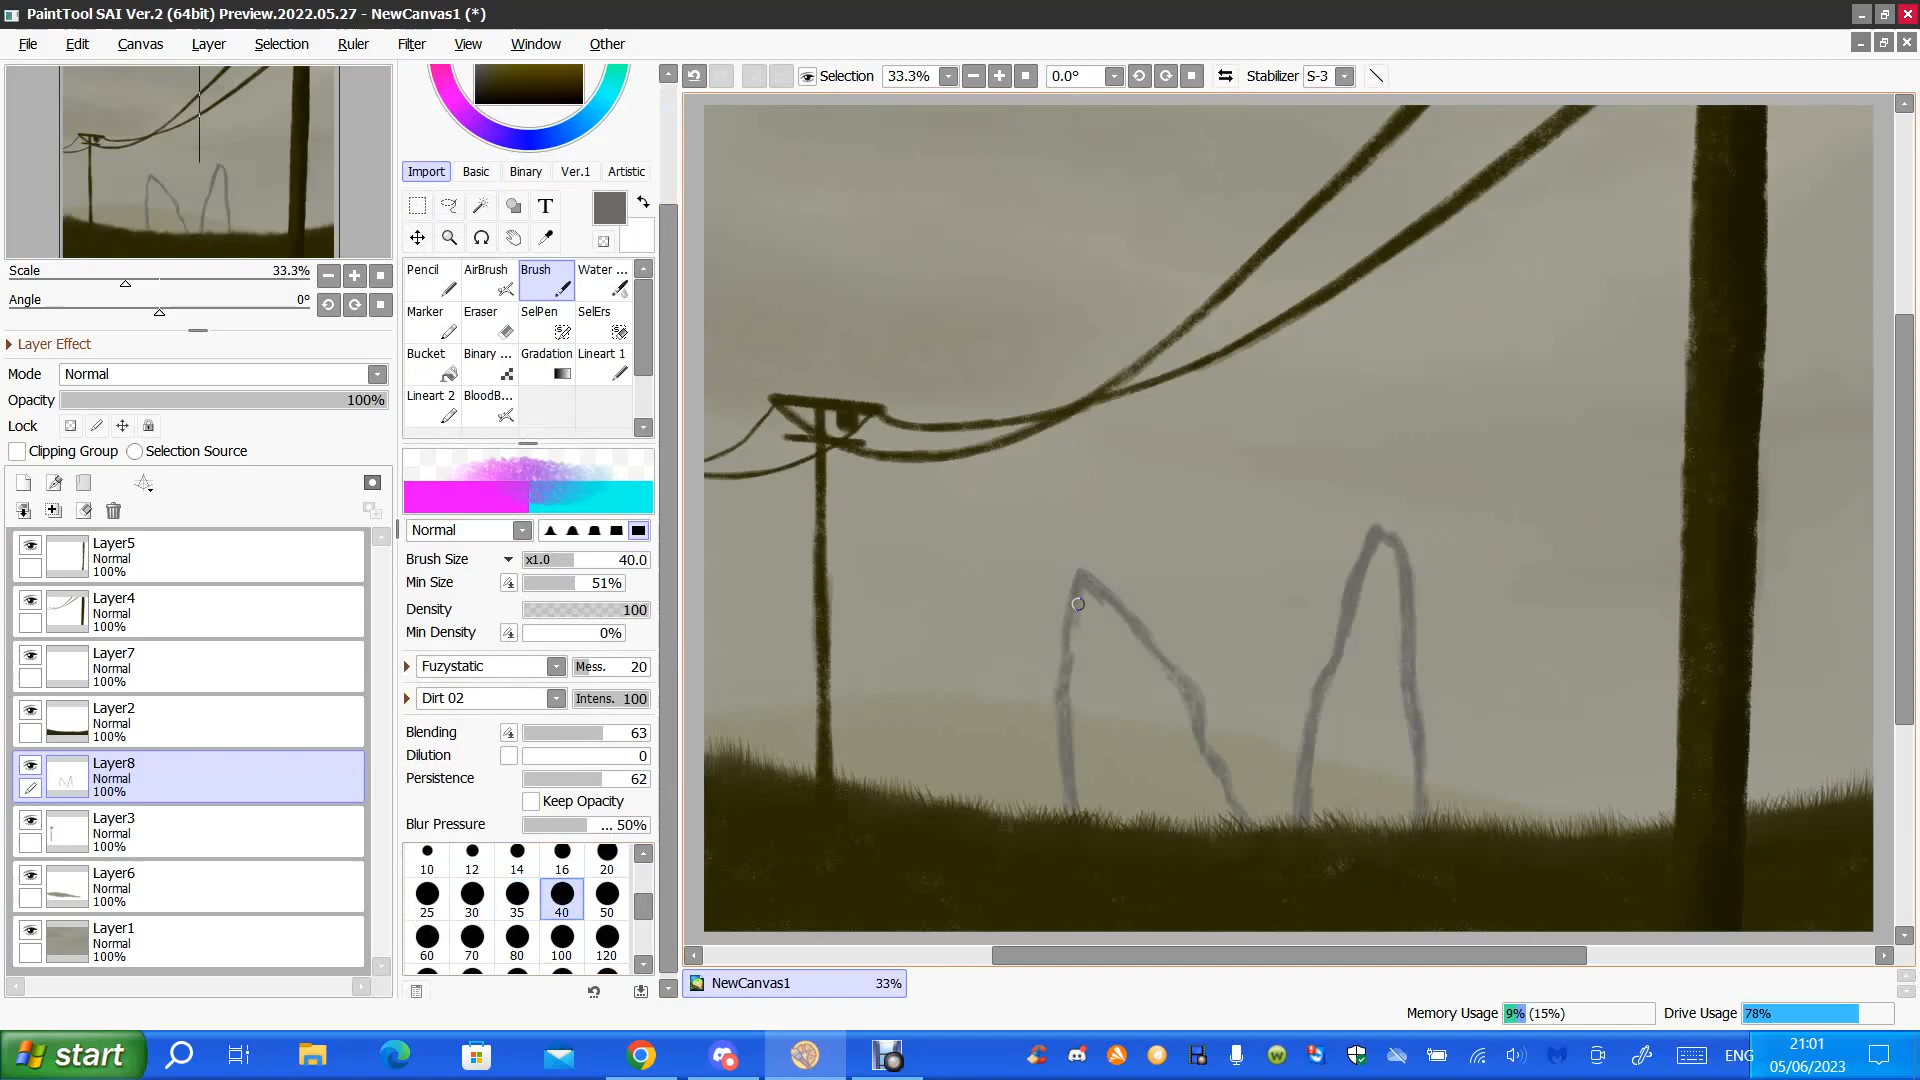 PaintTool SAI Ver.2 (64bit) Preview.2022.05.27 - NewCanvas1 (*)
File Edit Canvas Layer Selection Ruler Filter View Window Other
Selection 33.3% 0.0° Stabilizer S-3
Scale 33.3%
Angle 0°
Layer Effect
Mode Normal
Opacity 100%
Lock
Clipping Group Selection Source
Layer5
Normal
100%
Layer4
Normal
100%
Layer7
Normal
100%
Layer2
Normal
100%
Layer8
Normal
100%
Layer3
Normal
100%
Layer6
Normal
100%
Layer1
Normal
100%
Import Basic Binary Ver.1 Artistic
T
Pencil AirBrush Brush Water ...
Marker Eraser SelPen SelErs
Bucket Binary ... Gradation Lineart 1
Lineart 2 BloodB...
Normal
Brush Size x1.0 40.0
Min Size 51%
Density 100
Min Density 0%
Fuzystatic Mess. 20
Dirt 02 Intens. 100
Blending 63
Dilution 0
Persistence 62
Keep Opacity
Blur Pressure ... 50%
10 12 14 16 20
25 30 35 40 50
60 70 80 100 120
NewCanvas1 33%
Memory Usage 9% (15%) Drive Usage 78%
start ENG 21:01
05/06/2023